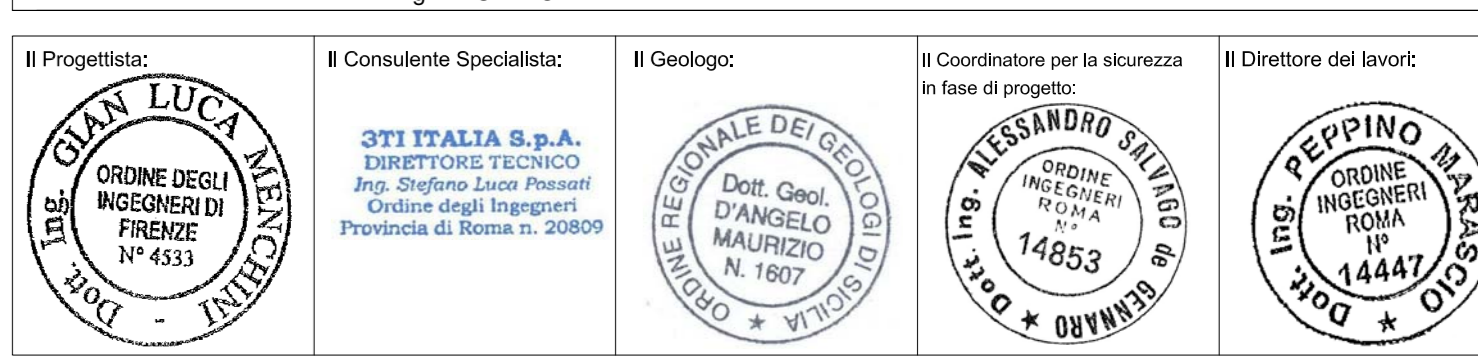 Il Progettista:
Dott. Ing. GIAN LUCA MENCHINI -
ORDINE DEGLI
INGEGNERI DI
FIRENZE
N° 4533
Il Consulente Specialista:
3TI ITALIA S.p.A.
DIRETTORE TECNICO
Ing. Stefano Luca Possati
Ordine degli Ingegneri
Provincia di Roma n. 20809
Il Geologo:
ORDINE REGIONALE DEI GEOLOGI DI SICILIA ★
Dott. Geol.
D'ANGELO
MAURIZIO
N. 1607
Il Coordinatore per la sicurezza
in fase di progetto:
Dott. Ing. ALESSANDRO SALVAGO de GENNARO ★
ORDINE
INGEGNERI
ROMA
N°
14853
Il Direttore dei lavori:
Dott. Ing. PEPPINO MARASCIO ★
ORDINE
INGEGNERI
ROMA
N°
14447